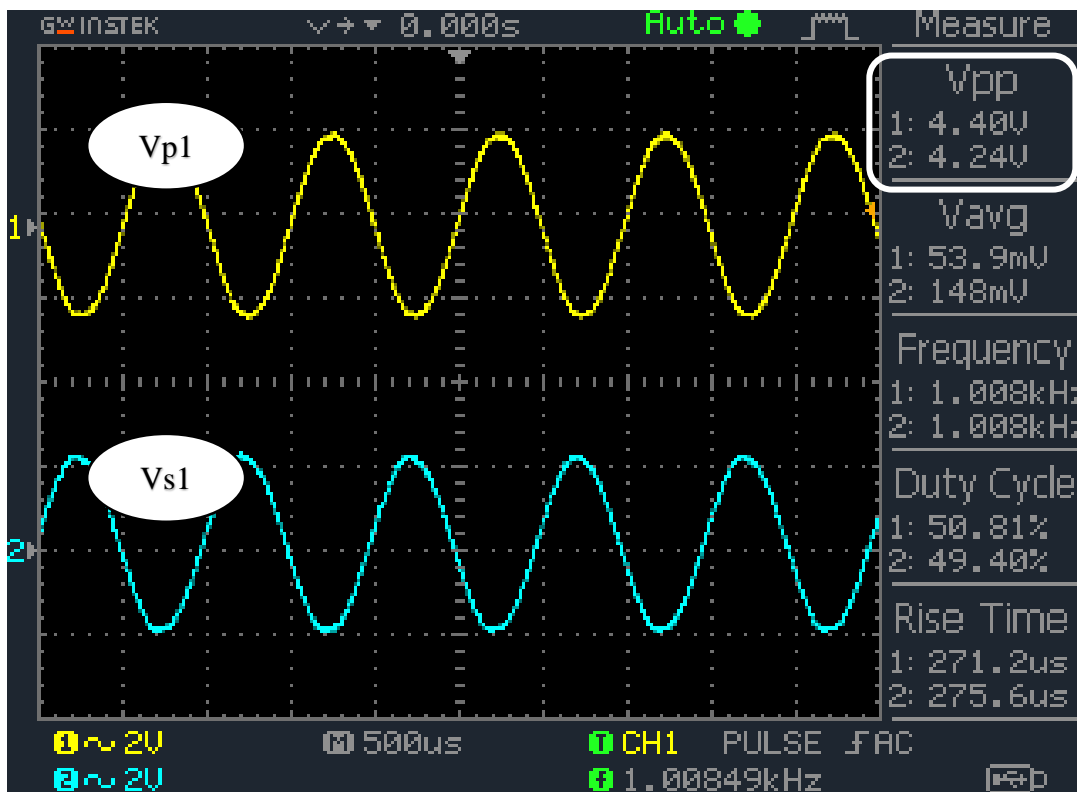 GW INSTEK 0.000s Auto Measure
Vpp
1: 4.40V
2: 4.24V
Vavg
1: 53.9mV
2: 148mV
Frequency
1: 1.008kHz
2: 1.008kHz
Duty Cycle
1: 50.81%
2: 49.40%
Rise Time
1: 271.2us
2: 275.6us
Vp1
1
Vs1
2
1 ~ 2V M 500us T CH1 PULSE AC
2 ~ 2V f 1.00849kHz